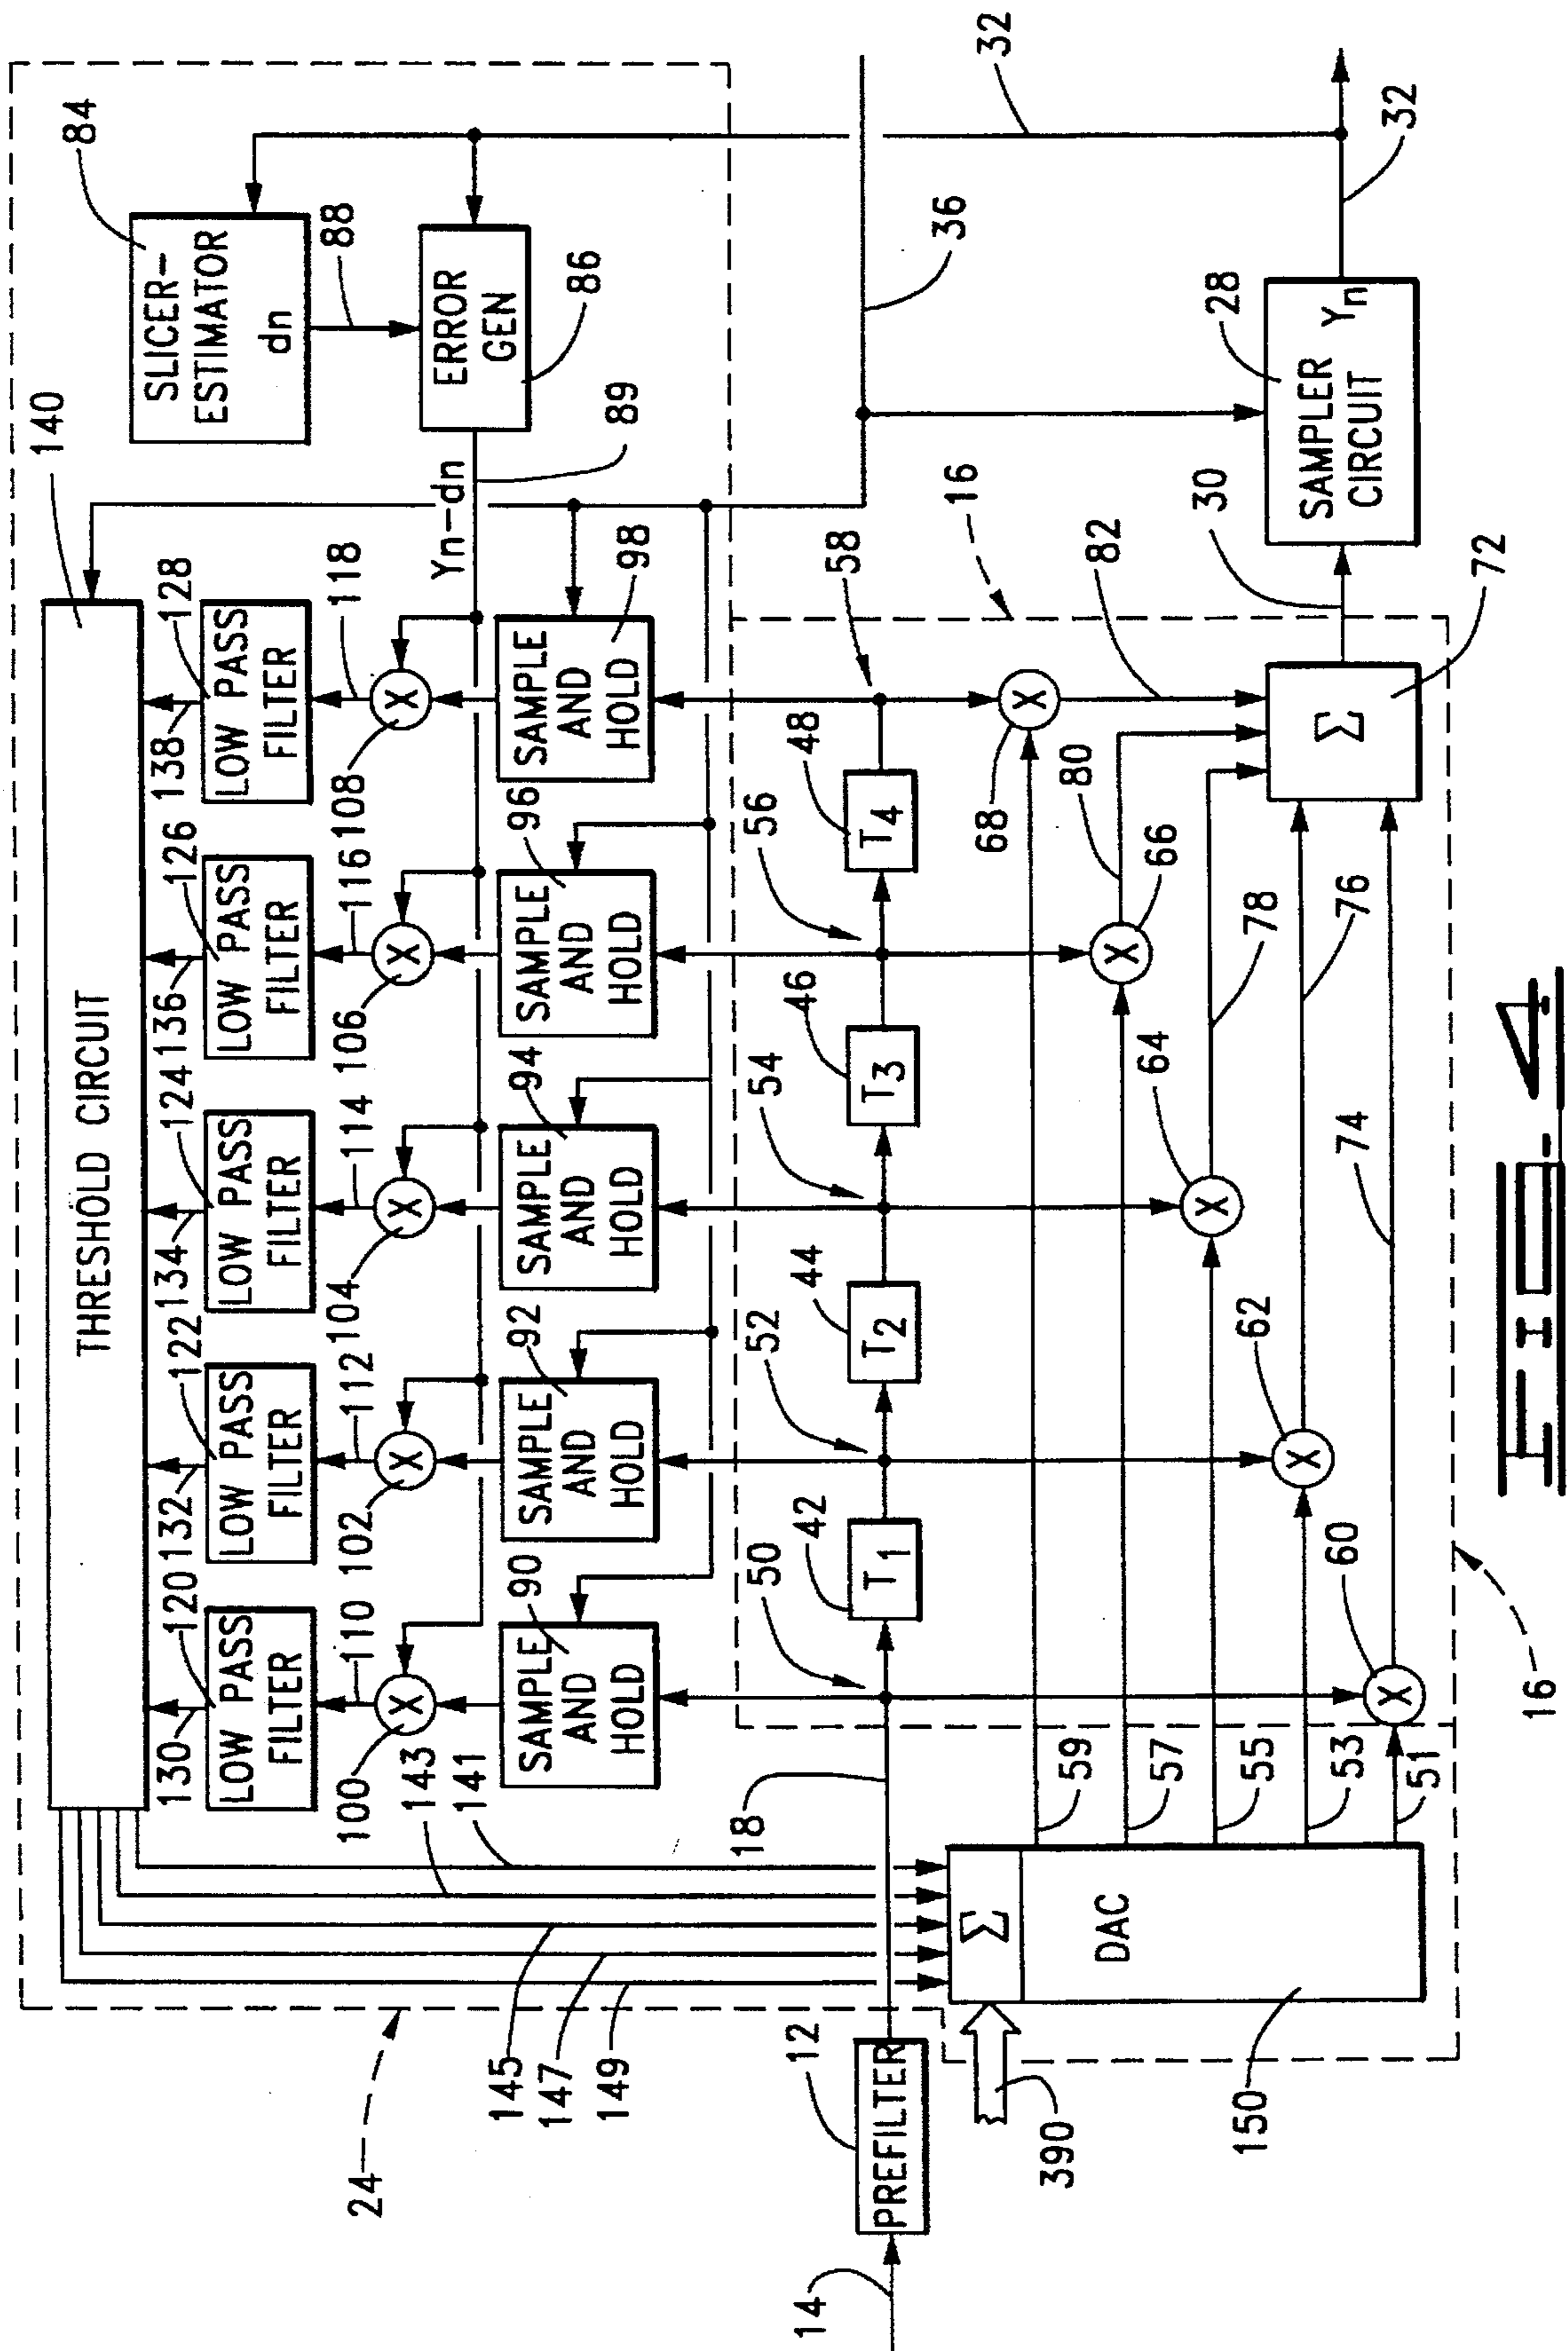 32
84
SLICER-
ESTIMATOR
dn
88
140
ERROR
GEN
86
Yn-dn
89
36
32
32
THRESHOLD CIRCUIT
128
LOW PASS
FILTER
138
118
108
126
LOW PASS
FILTER
136
116
106
124
LOW PASS
FILTER
134
114
104
122
LOW PASS
FILTER
132
112
102
120
LOW PASS
FILTER
130
110
100
X
X
X
X
X
SAMPLE
AND
HOLD
98
SAMPLE
AND
HOLD
96
SAMPLE
AND
HOLD
94
SAMPLE
AND
HOLD
92
SAMPLE
AND
HOLD
90
143
141
145
147
149
24
58
56
54
52
50
T4
48
T3
46
T2
44
T1
42
18
12
PREFILTER
14
16
X
68
X
66
X
64
X
62
X
60
82
80
78
76
74
59
57
55
53
51
Σ
72
30
28
SAMPLER
CIRCUIT
Yn
Σ
DAC
150
390
16
FIG. 4